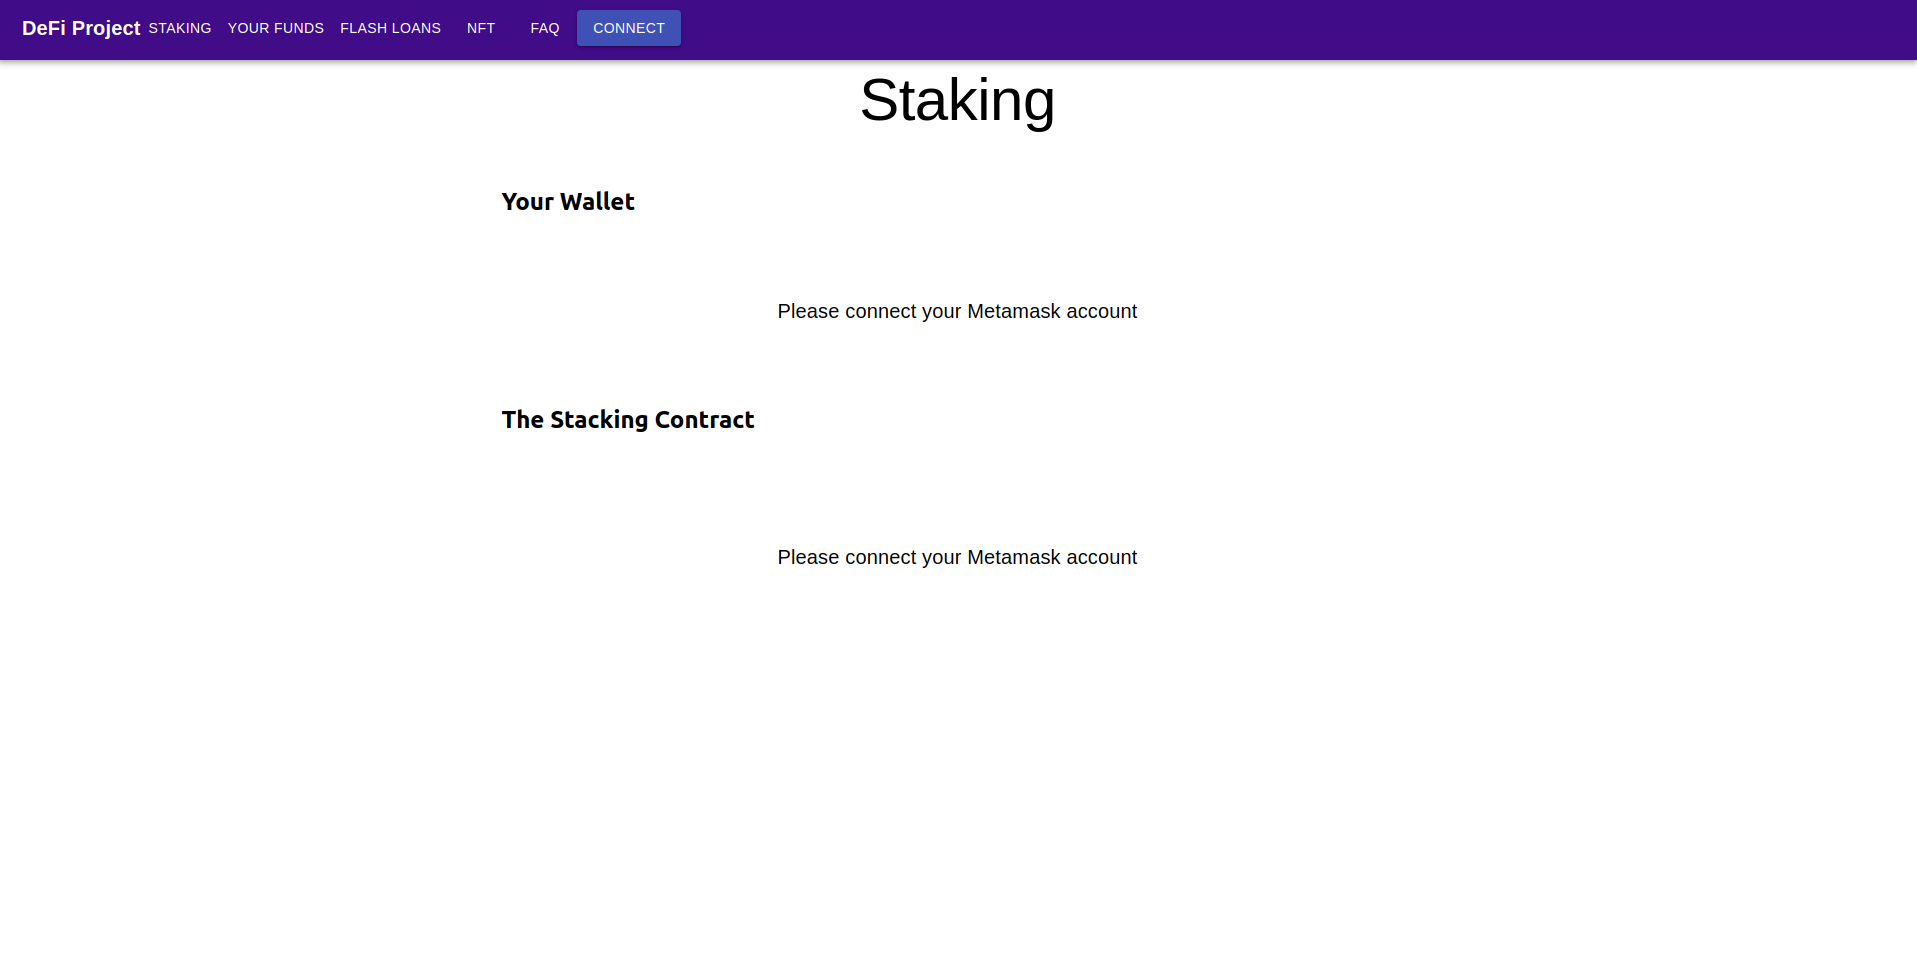 DeFi Project STAKING YOUR FUNDS FLASH LOANS NFT FAQ CONNECT
Staking
Your Wallet
Please connect your Metamask account
The Stacking Contract
Please connect your Metamask account